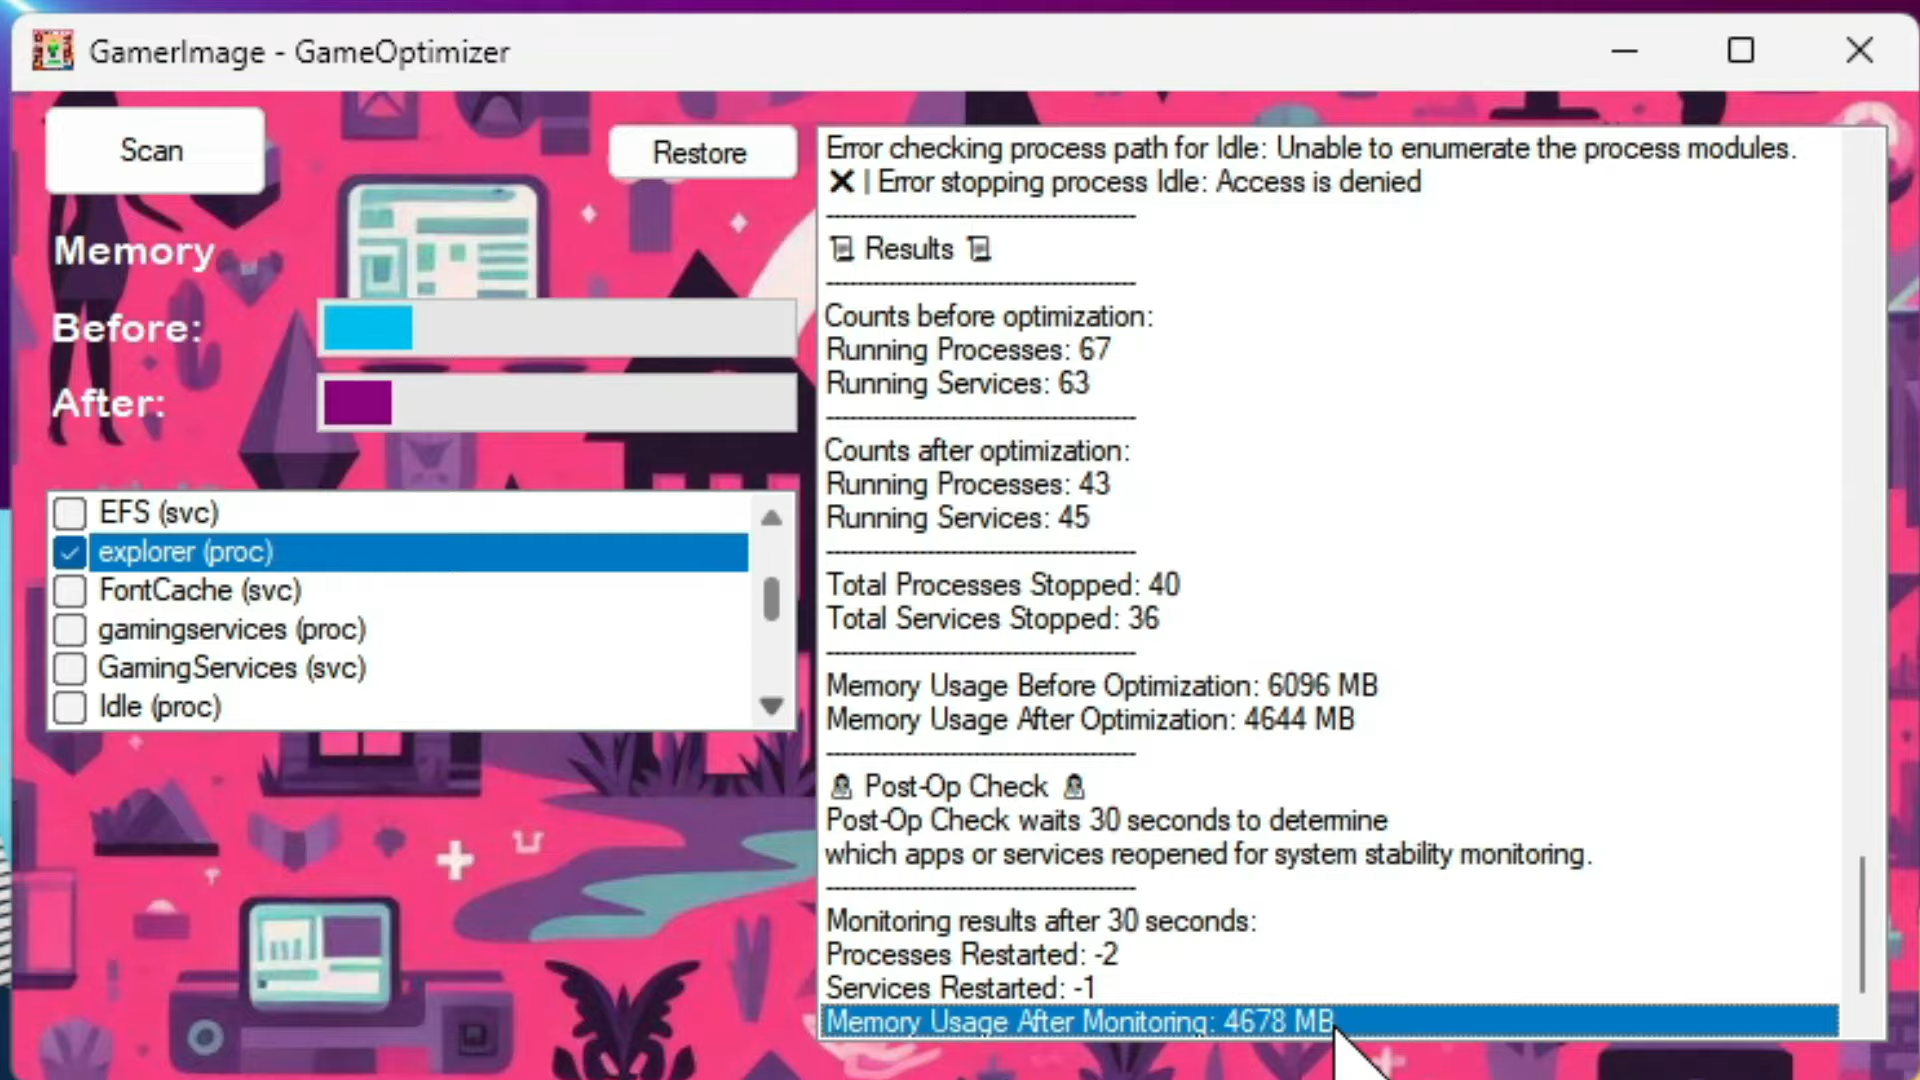 GamerImage - GameOptimizer
Scan
Restore
Memory
Before:
After:
EFS (svc)
explorer (proc)
FontCache (svc)
gamingservices (proc)
GamingServices (svc)
Idle (proc)
Error checking process path for Idle: Unable to enumerate the process modules.
❌ | Error stopping process Idle: Access is denied
----------------------------------------
📜 Results 📜
----------------------------------------
Counts before optimization:
Running Processes: 67
Running Services: 63
----------------------------------------
Counts after optimization:
Running Processes: 43
Running Services: 45
----------------------------------------
Total Processes Stopped: 40
Total Services Stopped: 36
----------------------------------------
Memory Usage Before Optimization: 6096 MB
Memory Usage After Optimization: 4644 MB
----------------------------------------
Post-Op Check
Post-Op Check waits 30 seconds to determine
which apps or services reopened for system stability monitoring.
----------------------------------------
Monitoring results after 30 seconds:
Processes Restarted: -2
Services Restarted: -1
Memory Usage After Monitoring: 4678 MB